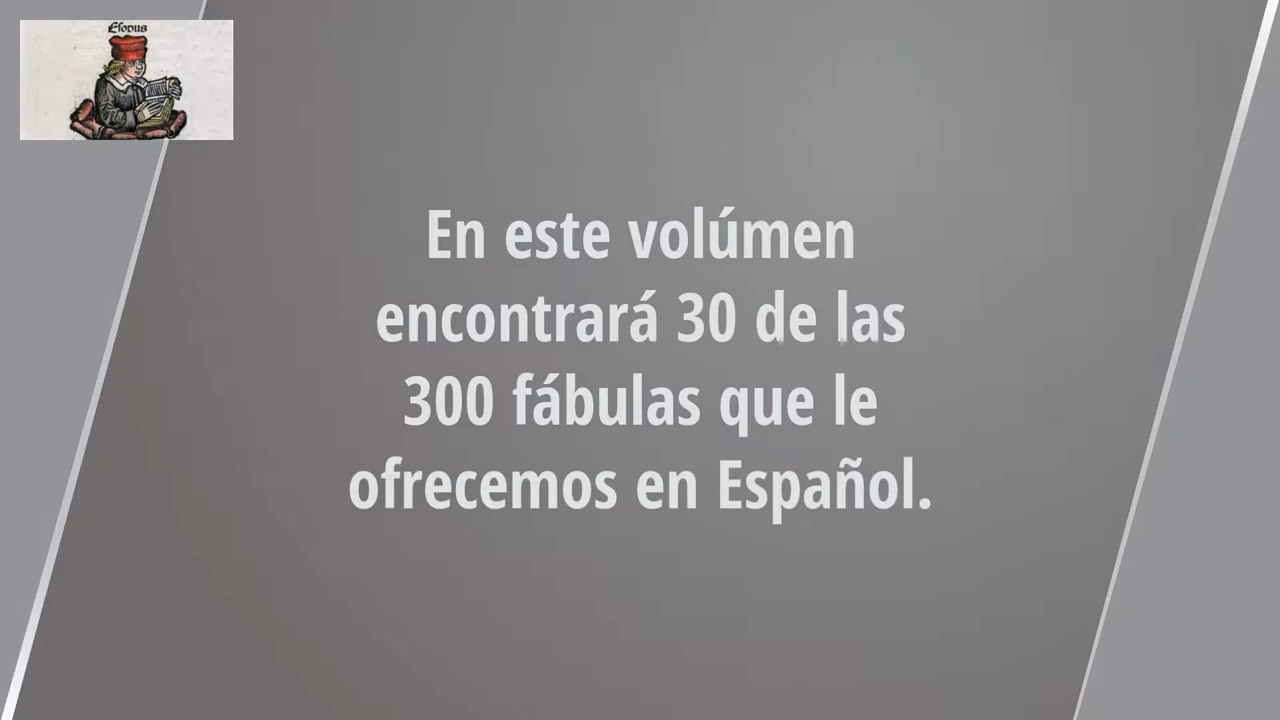 Esopus
En este volúmen
encontrará 30 de las
300 fábulas que le
ofrecemos en Español.